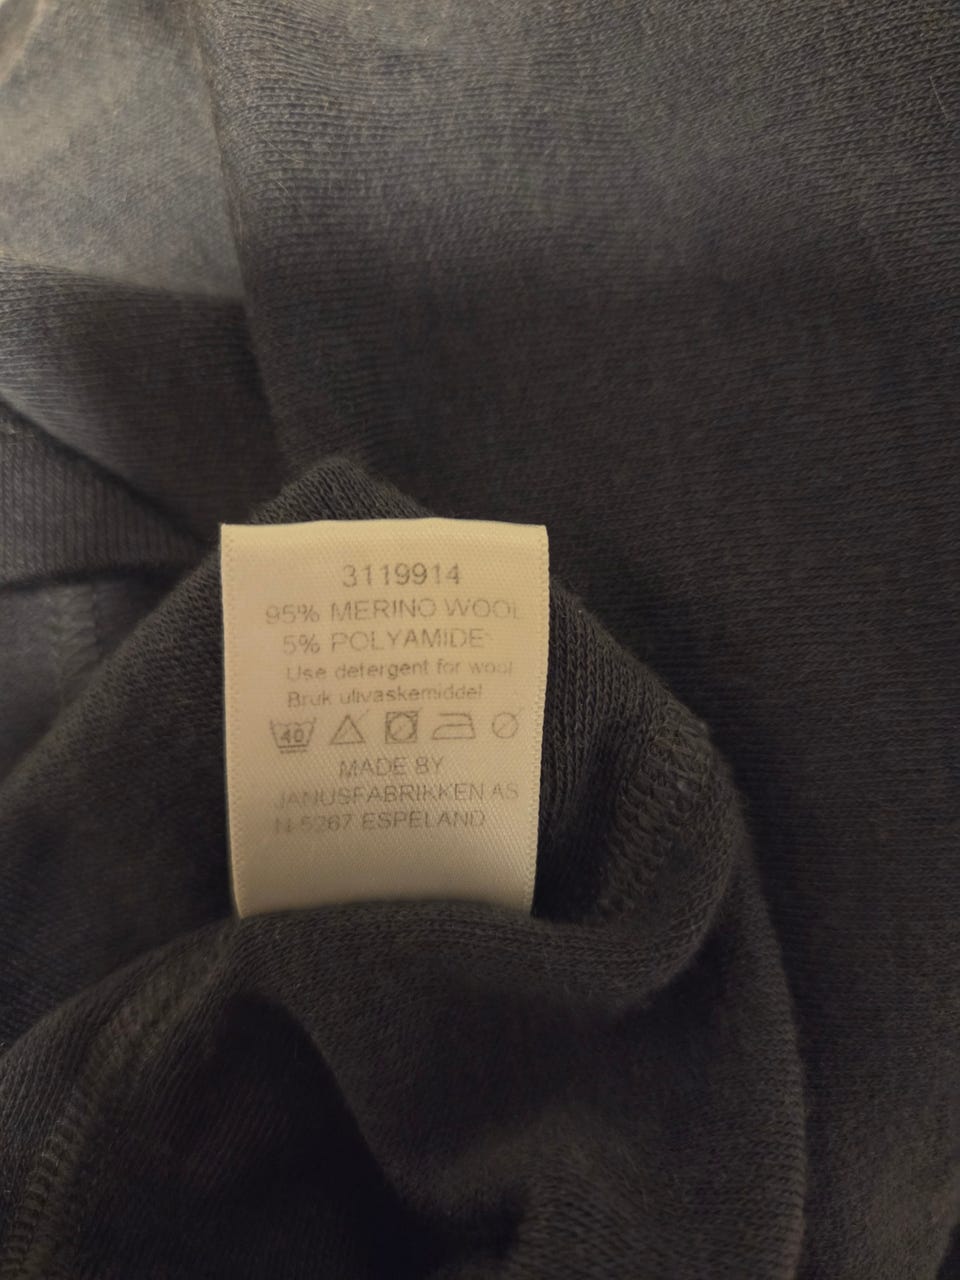 3119914
95% MERINO WOOL
5% POLYAMIDE
Use detergent for wool
Bruk ullvaskemiddel
40
MADE BY
JANUSFABRIKKEN AS
N-5267 ESPELAND